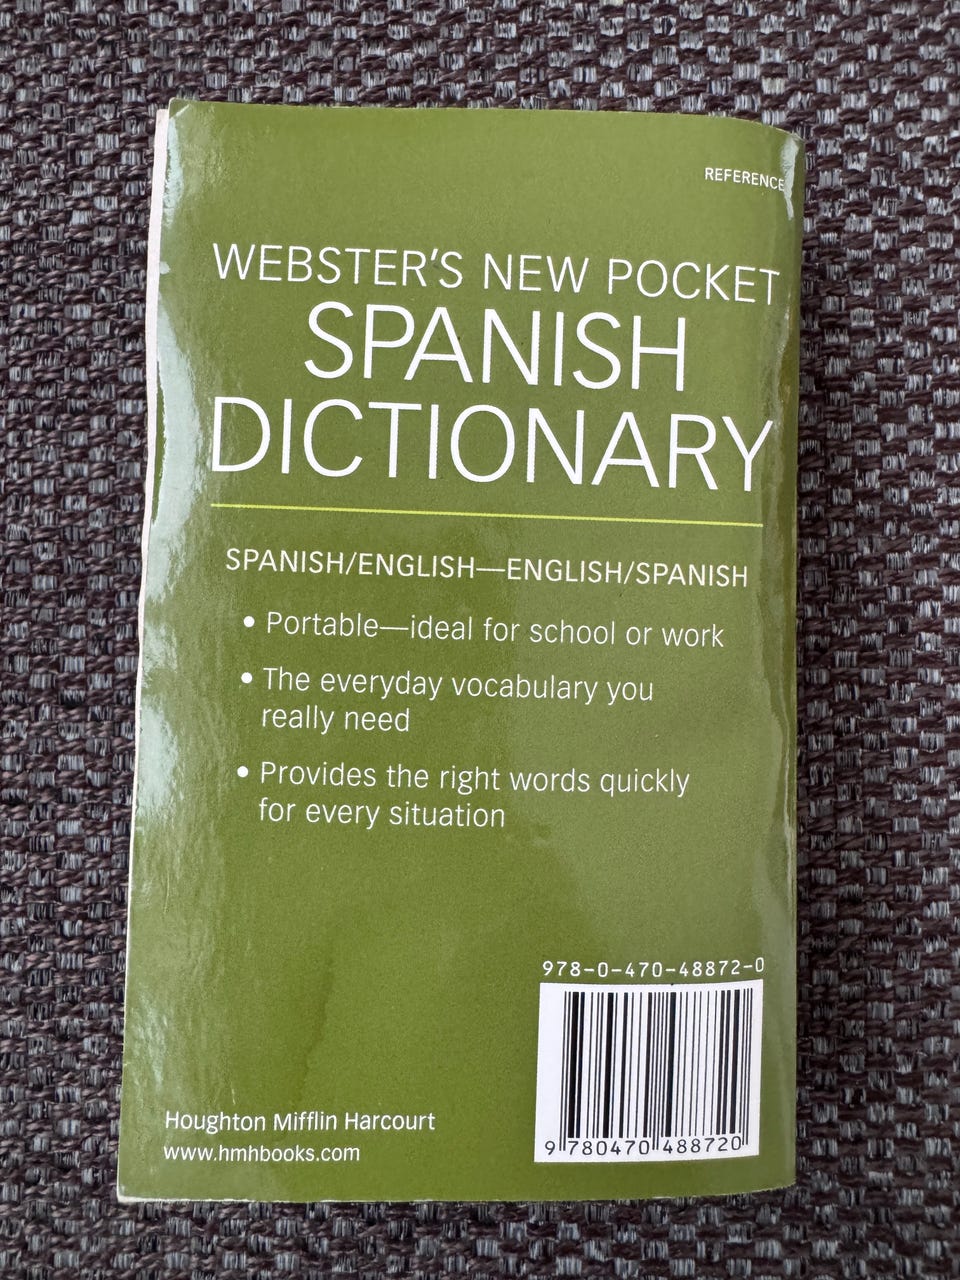 REFERENCE
WEBSTER'S NEW POCKET
SPANISH
DICTIONARY
SPANISH/ENGLISH—ENGLISH/SPANISH
• Portable—ideal for school or work
• The everyday vocabulary you
really need
• Provides the right words quickly
for every situation
978-0-470-48872-0
9 780470 488720
Houghton Mifflin Harcourt
www.hmhbooks.com